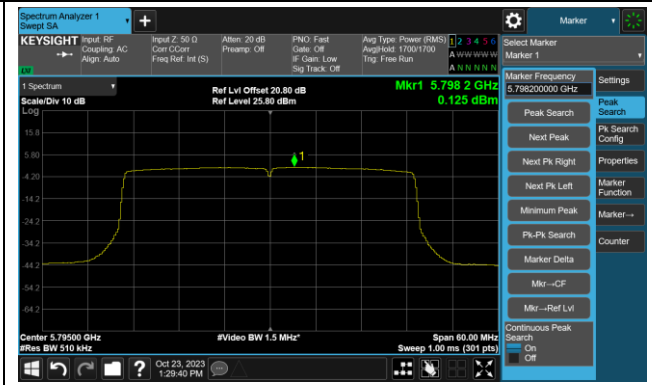 Spectrum Analyzer 1
Swept SA
Marker
KEYSIGHT
Input: RF
Coupling: AC
Align: Auto
Input Z: 50 Ω
Corr CCorr
Freq Ref: Int (S)
Atten: 20 dB
Preamp: Off
PNO: Fast
Gate: Off
IF Gain: Low
Sig Track: Off
Avg Type: Power (RMS)
Avg|Hold: 1700/1700
Trig: Free Run
1 2 3 4 5 6
A W W W W W
A N N N N N
LXI
Select Marker
Marker 1
1 Spectrum
Scale/Div 10 dB
Log
Ref Lvl Offset 20.80 dB
Ref Level 25.80 dBm
Mkr1 5.798 2 GHz
0.125 dBm
15.8
5.80
-4.20
-14.2
-24.2
-34.2
-44.2
-54.2
-64.2
1
Center 5.79500 GHz
#Res BW 510 kHz
#Video BW 1.5 MHz*
Span 60.00 MHz
Sweep 1.00 ms (301 pts)
Marker Frequency
5.798200000 GHz
Peak Search
Next Peak
Next Pk Right
Next Pk Left
Minimum Peak
Pk-Pk Search
Marker Delta
Mkr→CF
Mkr→Ref Lvl
Continuous Peak
Search
On
Off
Settings
Peak
Search
Pk Search
Config
Properties
Marker
Function
Marker→
Counter
Oct 23, 2023
1:29:40 PM